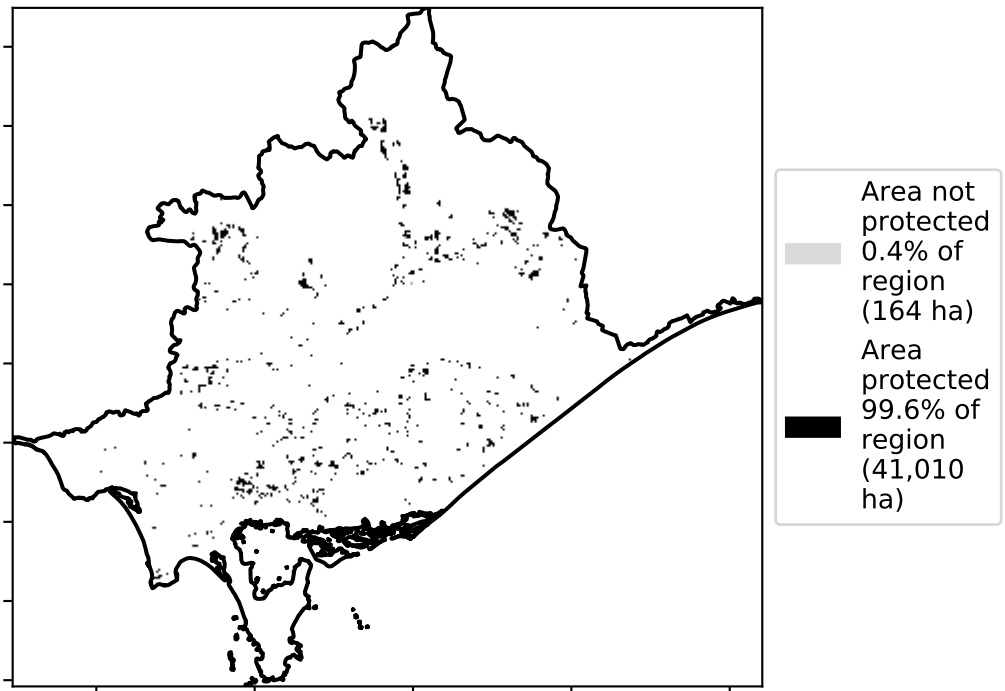 Area not
protected
0.4% of
region
(164 ha)
Area
protected
99.6% of
region
(41,010
ha)